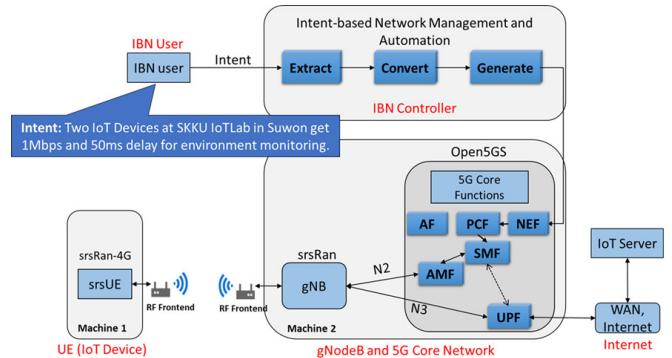 Intent-based Network Management and
Automation
IBN User
IBN user
Intent
Extract
Convert
Generate
IBN Controller
Intent: Two IoT Devices at SKKU IoTLab in Suwon get
1Mbps and 50ms delay for environment monitoring.
Open5GS
5G Core
Functions
AF
PCF
NEF
SMF
AMF
UPF
N2
N3
srsRan
gNB
Machine 2
RF Frontend
srsRan-4G
srsUE
RF Frontend
Machine 1
IoT Server
WAN,
Internet
Internet
UE (IoT Device)
gNodeB and 5G Core Network